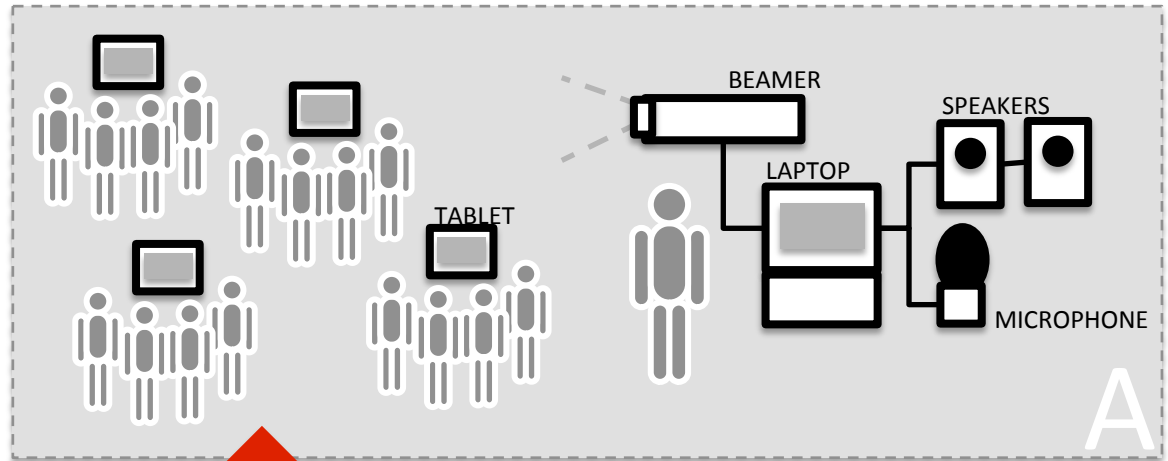 BEAMER
SPEAKERS
LAPTOP
TABLET
MICROPHONE
A